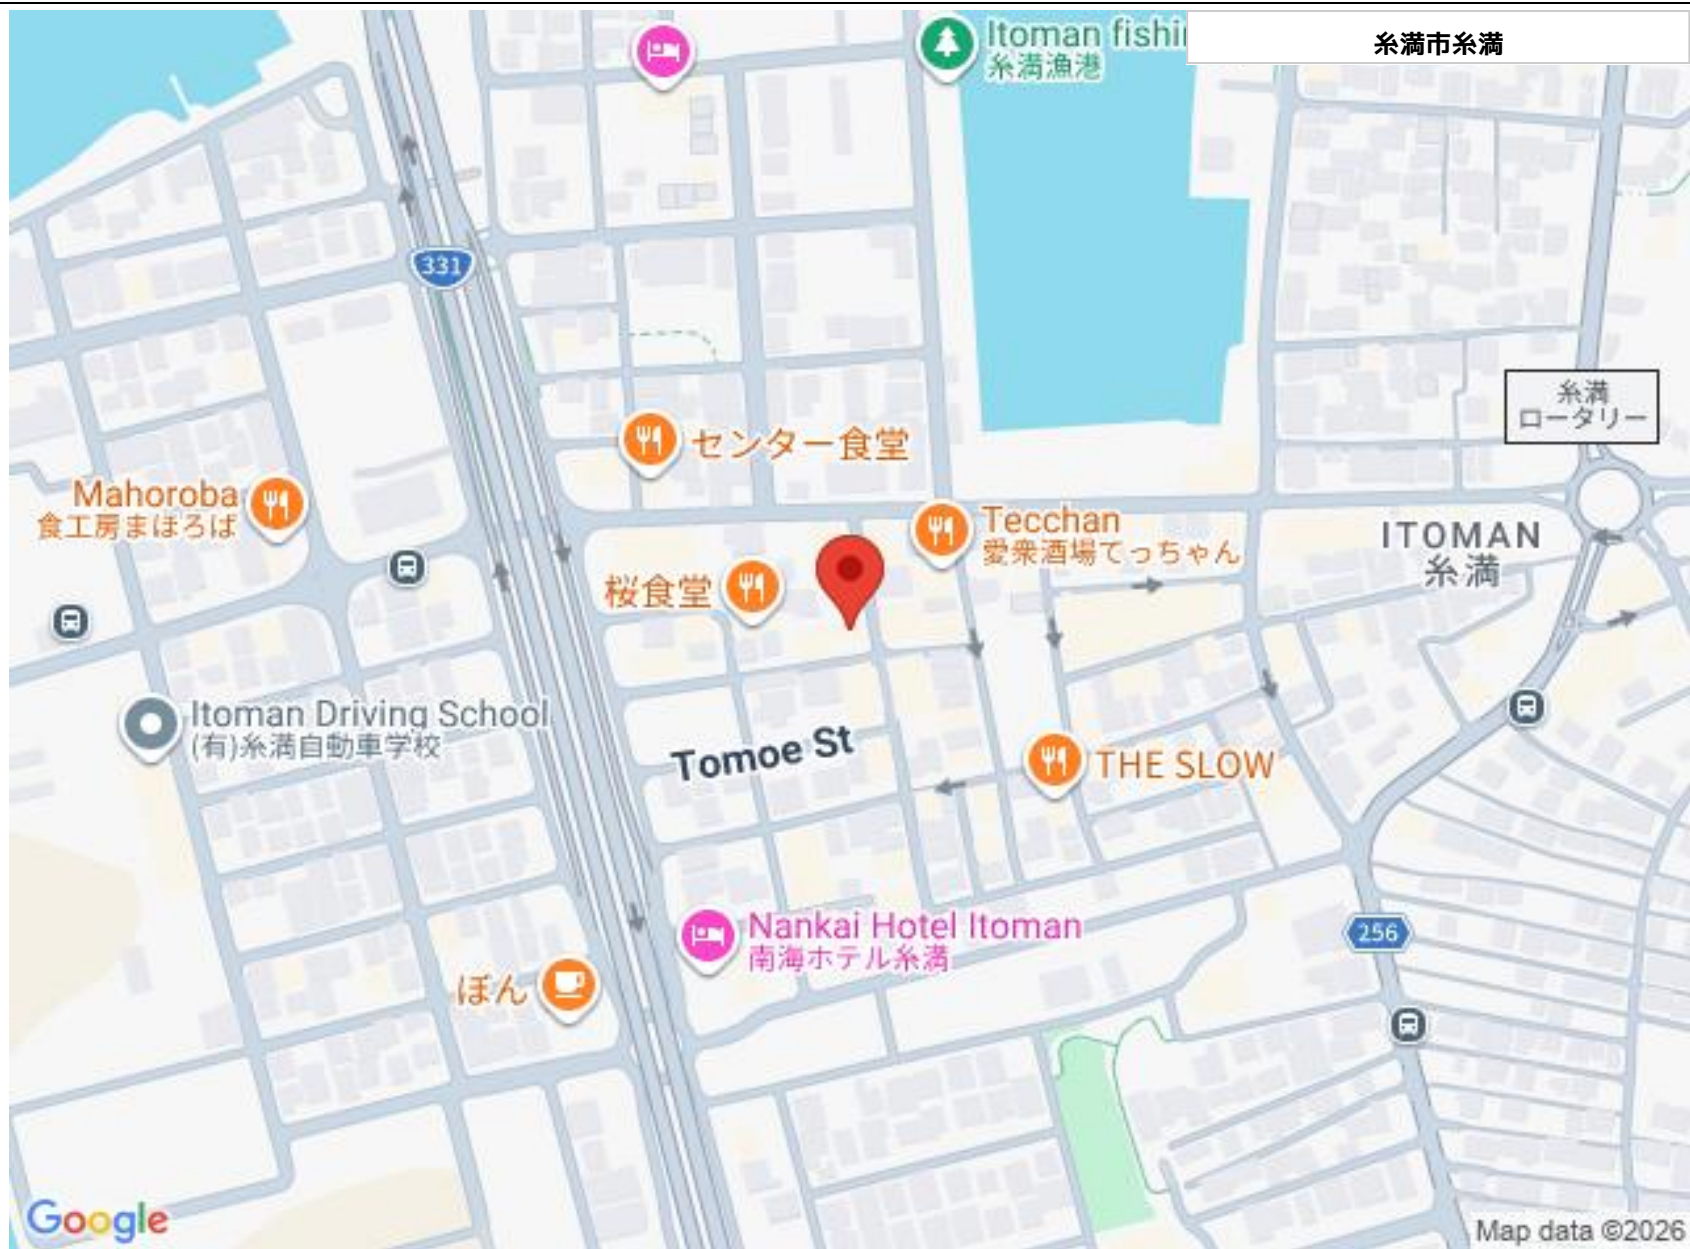 Itoman fishi
糸満漁港
糸満市糸満
331
糸満
ロータリー
センター食堂
Mahoroba
食工房まほろば
Tecchan
愛衆酒場てっちゃん
ITOMAN
糸満
桜食堂
Itoman Driving School
(有)糸満自動車学校
Tomoe St
THE SLOW
Nankai Hotel Itoman
南海ホテル糸満
256
ぽん
Google
Map data ©2026